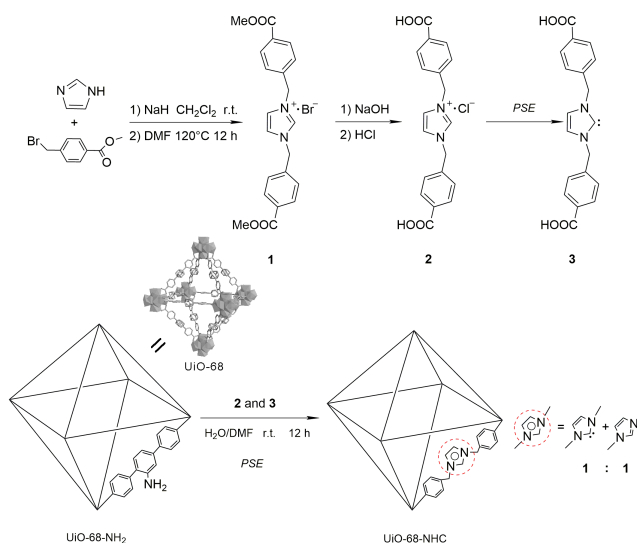 MeOOC
HOOC
HOOC
N
NH
+
Br
O
O
1) NaH CH₂Cl₂ r.t.
2) DMF 120°C 12 h
N⁺·Br⁻
N
1) NaOH
2) HCl
N⁺·Cl⁻
N
PSE
N
:
N
MeOOC
HOOC
HOOC
1
2
3
UiO-68
=
NH₂
UiO-68-NH₂
2 and 3
H₂O/DMF r.t. 12 h
PSE
N
N
UiO-68-NHC
N
N
=
N
N
:
+
N
N
1 : 1